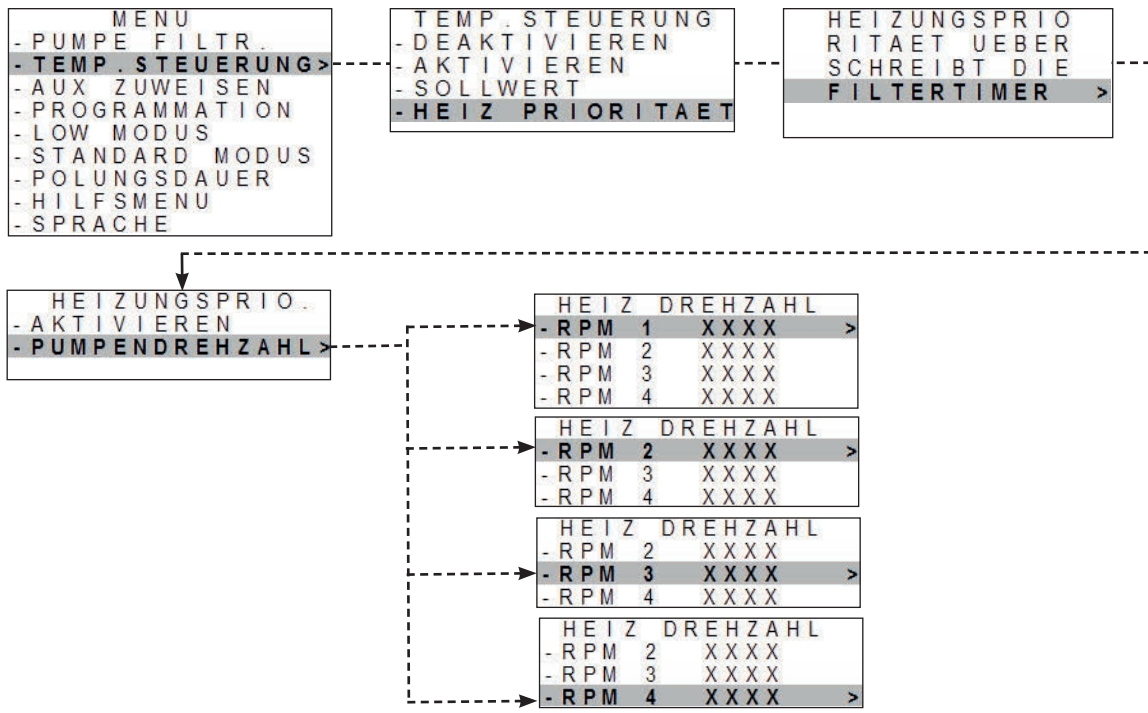 MENU
- PUMPE FILTR.
- TEMP.STEUERUNG>
- AUX ZUWEISEN
- PROGRAMMATION
- LOW MODUS
- STANDARD MODUS
- POLUNGSDAUER
- HILFSMENU
- SPRACHE
TEMP.STEUERUNG
- DEAKTIVIEREN
- AKTIVIEREN
- SOLLWERT
- HEIZ PRIORITAET
HEIZUNGSPRIO
RITAET UEBER
SCHREIBT DIE
FILTERTIMER >
HEIZUNGSPRIO.
- AKTIVIEREN
- PUMPENDREHZAHL>
HEIZ DREHZAHL
- RPM 1 XXXX >
- RPM 2 XXXX
- RPM 3 XXXX
- RPM 4 XXXX
HEIZ DREHZAHL
- RPM 2 XXXX >
- RPM 3 XXXX
- RPM 4 XXXX
HEIZ DREHZAHL
- RPM 2 XXXX
- RPM 3 XXXX >
- RPM 4 XXXX
HEIZ DREHZAHL
- RPM 2 XXXX
- RPM 3 XXXX
- RPM 4 XXXX >